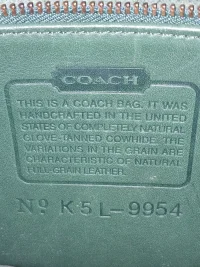 COACH
THIS IS A COACH BAG. IT WAS
HANDCRAFTED IN THE UNITED
STATES OF COMPLETELY NATURAL
GLOVE-TANNED COWHIDE. THE
VARIATIONS IN THE GRAIN ARE
CHARACTERISTIC OF NATURAL
FULL-GRAIN LEATHER.
No K5L-9954